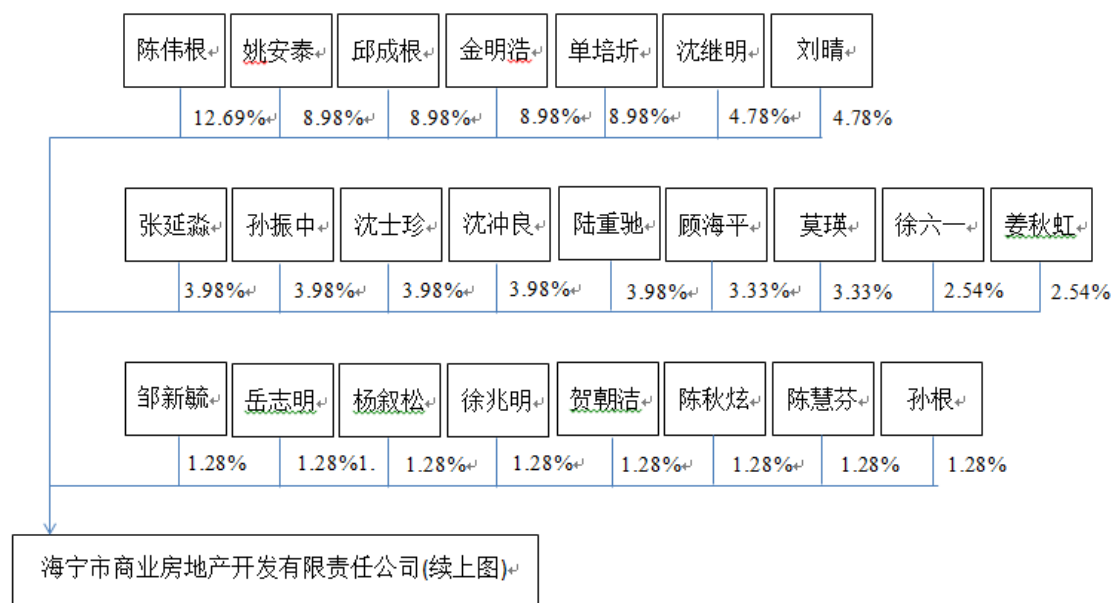 陈伟根 姚安泰 邱成根 金明浩 单培圻 沈继明 刘晴
12.69% 8.98% 8.98% 8.98% 8.98% 4.78% 4.78%
张延淼 孙振中 沈士珍 沈冲良 陆重驰 顾海平 莫瑛 徐六一 姜秋虹
3.98% 3.98% 3.98% 3.98% 3.98% 3.33% 3.33% 2.54% 2.54%
邹新毓 岳志明 杨叙松 徐兆明 贺朝洁 陈秋炫 陈慧芬 孙根
1.28% 1.28%1. 1.28% 1.28% 1.28% 1.28% 1.28% 1.28%
海宁市商业房地产开发有限责任公司(续上图)